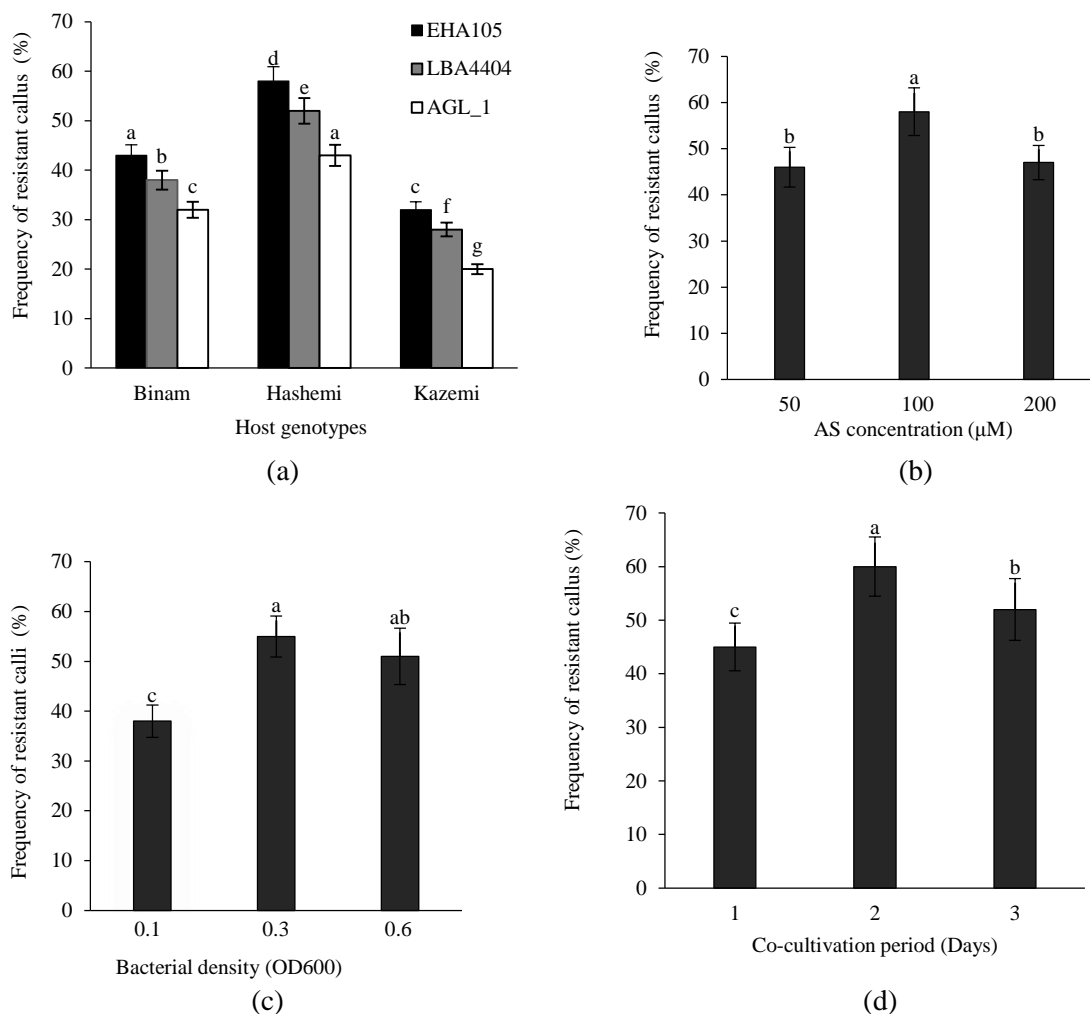 Frequency of resistant callus (%)
70
60
50
40
30
20
10
0
EHA105
LBA4404
AGL_1
a
b
c
d
e
a
c
f
g
Binam
Hashemi
Kazemi
Host genotypes
(a)
Frequency of resistant callus (%)
70
60
50
40
30
20
10
0
b
a
b
50
100
200
AS concentration (µM)
(b)
Frequency of resistant calli (%)
70
60
50
40
30
20
10
0
c
a
ab
0.1
0.3
0.6
Bacterial density (OD600)
(c)
Frequency of resistant callus (%)
70
60
50
40
30
20
10
0
c
a
b
1
2
3
Co-cultivation period (Days)
(d)